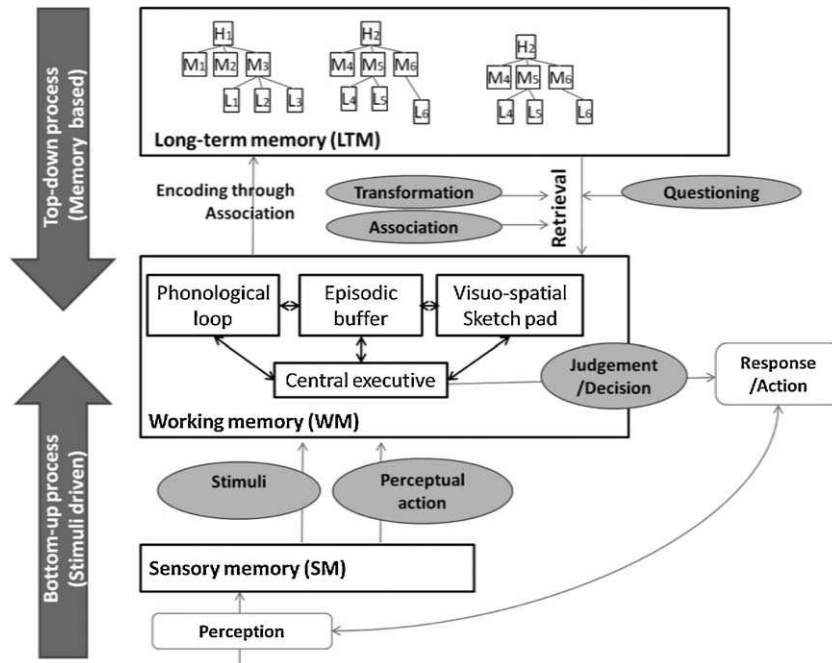 Top-down process
(Memory based)
H1
M1 M2 M3
L1 L2 L3
H2
M4 M5 M6
L4 L5
L6
H2
M4 M5 M6
L4 L5 L6
Long-term memory (LTM)
Encoding through
Association
Transformation
Association
Retrieval
Questioning
Phonological
loop
Episodic
buffer
Visuo-spatial
Sketch pad
Central executive
Working memory (WM)
Judgement
/Decision
Response
/Action
Bottom-up process
(Stimuli driven)
Stimuli
Perceptual
action
Sensory memory (SM)
Perception